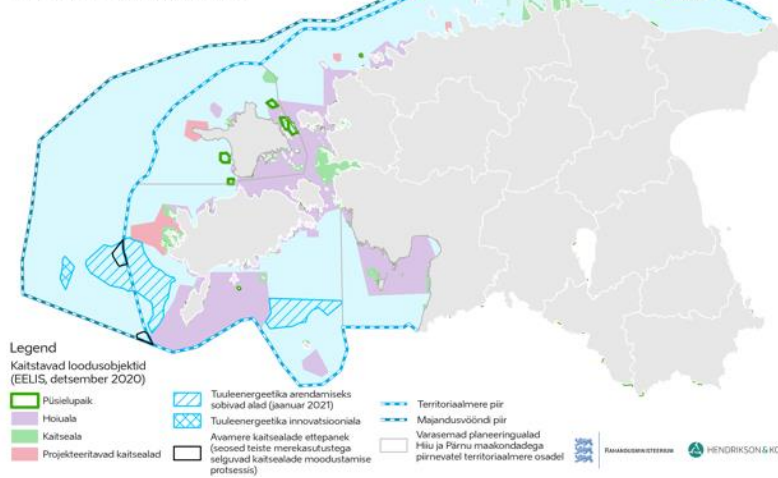 Legend
Kaitstavad loodusobjektid
(EELIS, detsember 2020)
Püsielupaik
Hoiuala
Kaitseala
Projekteeritavad kaitsealad
Tuuleenergeetika arendamiseks
sobivad alad (jaanuar 2021)
Tuuleenergeetika innovatsiooniala
Avamere kaitsealade ettepanek
(seosed teiste merekasutustega
selguvad kaitsealade moodustamise
protsessis)
Territoriaalmere piir
Majandusvööndi piir
Varasemad planeeringualad
Hiiu ja Pärnu maakondadega
piirnevatel territoriaalmere osadel
RAHANDUSMINISTEERIUM
HENDRIKSON & KO